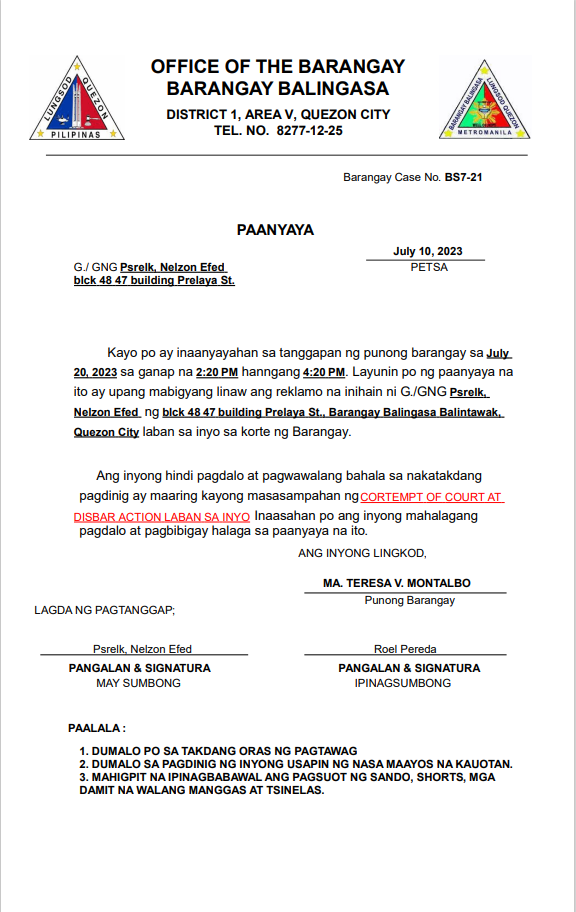 OFFICE OF THE BARANGAY
BARANGAY BALINGASA
DISTRICT 1, AREA V, QUEZON CITY
TEL. NO. 8277-12-25
LUNGSOD QUEZON
PILIPINAS
BARANGAY BALINGASA LUNGSOD QUEZON
METROMANILA
Barangay Case No. BS7-21
PAANYAYA
July 10, 2023
PETSA
G./ GNG Psrelk, Nelzon Efed
blck 48 47 building Prelaya St.
Kayo po ay inaanyayahan sa tanggapan ng punong barangay sa July
20, 2023 sa ganap na 2:20 PM hanngang 4:20 PM. Layunin po ng paanyaya na
ito ay upang mabigyang linaw ang reklamo na inihain ni G./GNG Psrelk,
Nelzon Efed ng blck 48 47 building Prelaya St., Barangay Balingasa Balintawak,
Quezon City laban sa inyo sa korte ng Barangay.
Ang inyong hindi pagdalo at pagwawalang bahala sa nakatakdang
pagdinig ay maaring kayong masasampahan ng CORTEMPT OF COURT AT
DISBAR ACTION LABAN SA INYO Inaasahan po ang inyong mahalagang
pagdalo at pagbibigay halaga sa paanyaya na ito.
ANG INYONG LINGKOD,
MA. TERESA V. MONTALBO
Punong Barangay
LAGDA NG PAGTANGGAP;
Psrelk, Nelzon Efed
PANGALAN & SIGNATURA
MAY SUMBONG
Roel Pereda
PANGALAN & SIGNATURA
IPINAGSUMBONG
PAALALA :
1. DUMALO PO SA TAKDANG ORAS NG PAGTAWAG
2. DUMALO SA PAGDINIG NG INYONG USAPIN NG NASA MAAYOS NA KAUOTAN.
3. MAHIGPIT NA IPINAGBABAWAL ANG PAGSUOT NG SANDO, SHORTS, MGA
DAMIT NA WALANG MANGGAS AT TSINELAS.